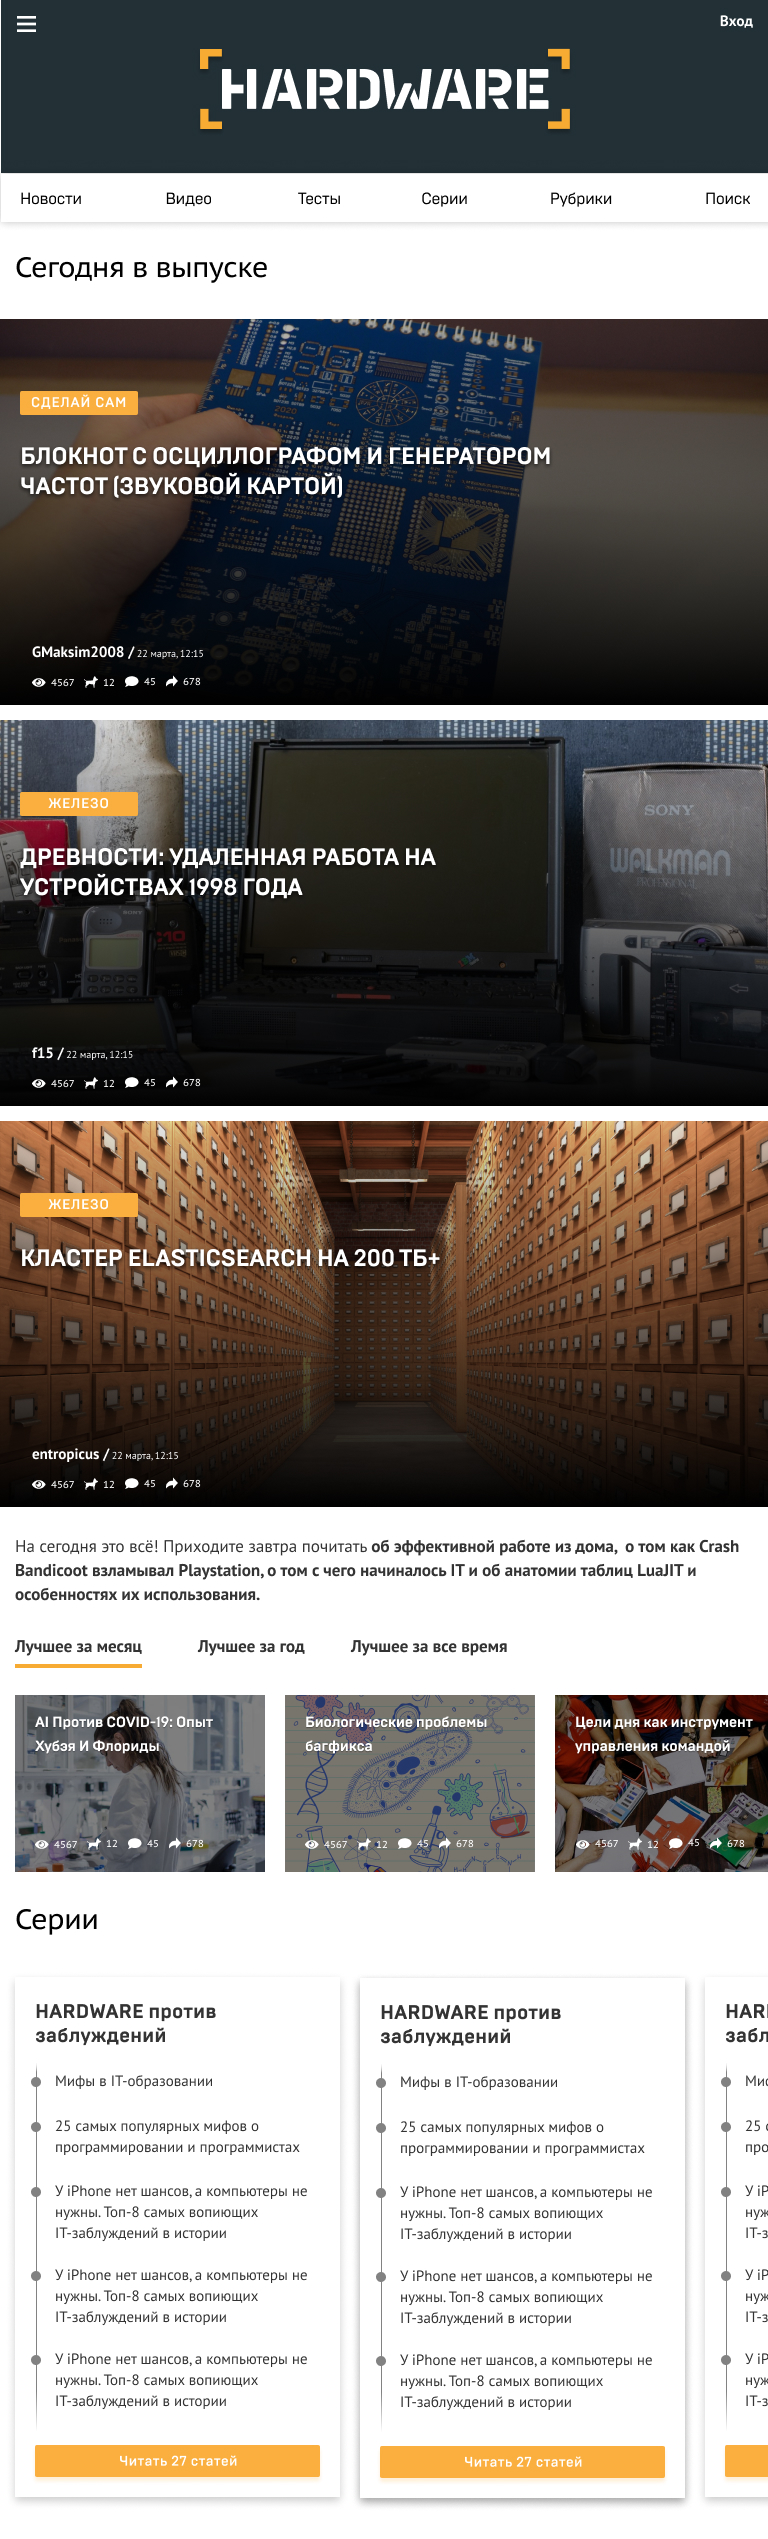 Вход
HARDWARE
Новости Видео Тесты Серии Рубрики Поиск
Сегодня в выпуске
СДЕЛАЙ САМ
БЛОКНОТ С ОСЦИЛЛОГРАФОМ И ГЕНЕРАТОРОМ
ЧАСТОТ (ЗВУКОВОЙ КАРТОЙ)
GMaksim2008 / 22 марта, 12:15
4567 12 45 678
SONY
WALKMAN
PROFESSIONAL
ЖЕЛЕЗО
ДРЕВНОСТИ: УДАЛЕННАЯ РАБОТА НА
УСТРОЙСТВАХ 1998 ГОДА
f15 / 22 марта, 12:15
4567 12 45 678
ЖЕЛЕЗО
КЛАСТЕР ELASTICSEARCH НА 200 ТБ+
entropicus / 22 марта, 12:15
4567 12 45 678
На сегодня это всё! Приходите завтра почитать об эффективной работе из дома,  о том как Crash
Bandicoot взламывал Playstation, о том с чего начиналось IT и об анатомии таблиц LuaJIT и
особенностях их использования.
Лучшее за месяц Лучшее за год Лучшее за все время
AI Против COVID-19: Опыт
Хубэя И Флориды
4567 12 45 678
Биологические проблемы
багфикса
4567 12 45 678
Цели дня как инструмент
управления командой
4567 12 45 678
Серии
HARDWARE против
заблуждений
Мифы в IT-образовании
25 самых популярных мифов о
программировании и программистах
У iPhone нет шансов, а компьютеры не
нужны. Топ-8 самых вопиющих
IT-заблуждений в истории
У iPhone нет шансов, а компьютеры не
нужны. Топ-8 самых вопиющих
IT-заблуждений в истории
У iPhone нет шансов, а компьютеры не
нужны. Топ-8 самых вопиющих
IT-заблуждений в истории
Читать 27 статей
HARDWARE против
заблуждений
Мифы в IT-образовании
25 самых популярных мифов о
программировании и программистах
У iPhone нет шансов, а компьютеры не
нужны. Топ-8 самых вопиющих
IT-заблуждений в истории
У iPhone нет шансов, а компьютеры не
нужны. Топ-8 самых вопиющих
IT-заблуждений в истории
У iPhone нет шансов, а компьютеры не
нужны. Топ-8 самых вопиющих
IT-заблуждений в истории
Читать 27 статей